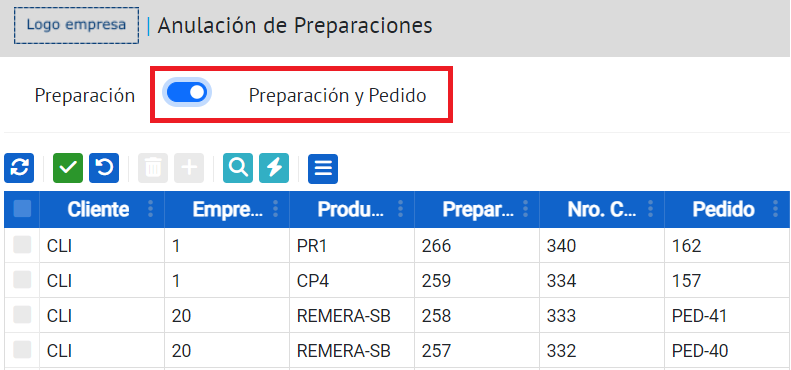 Logo empresa | Anulación de Preparaciones
Preparación Preparación y Pedido
Cliente Empre... Produ... Prepar... Nro. C... Pedido
CLI 1 PR1 266 340 162
CLI 1 CP4 259 334 157
CLI 20 REMERA-SB 258 333 PED-41
CLI 20 REMERA-SB 257 332 PED-40